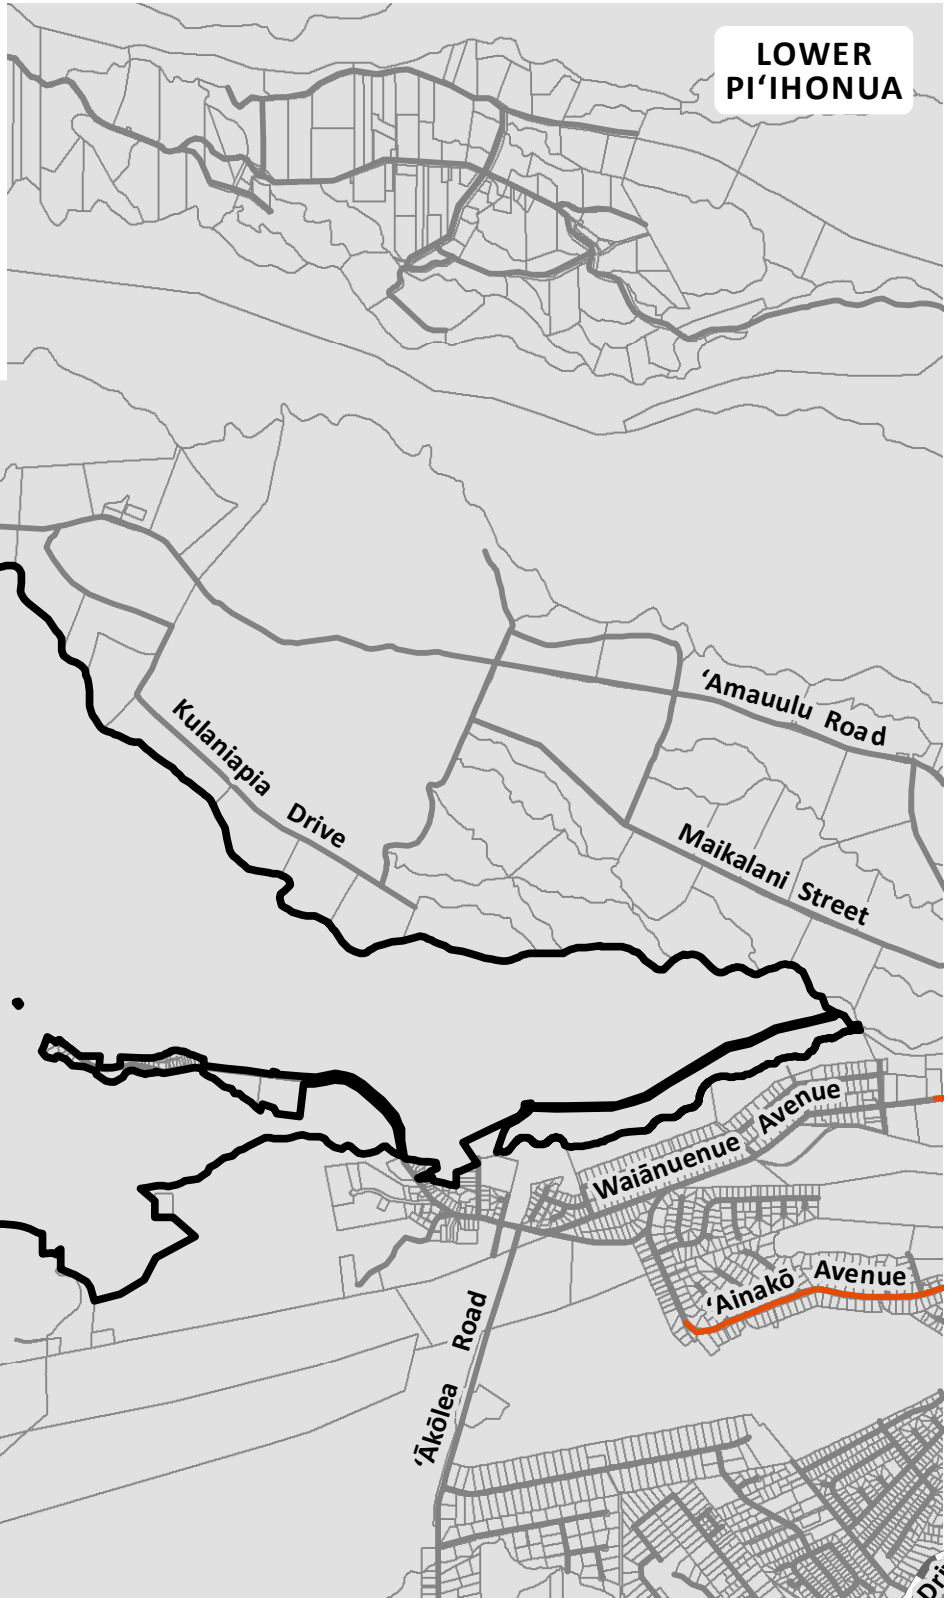 LOWER
PIʻIHONUA
ʻAmauulu Road
Kulaniapia Drive
Maikalani Street
Waiānuenue Avenue
ʻAinakō Avenue
ʻĀkōlea Road